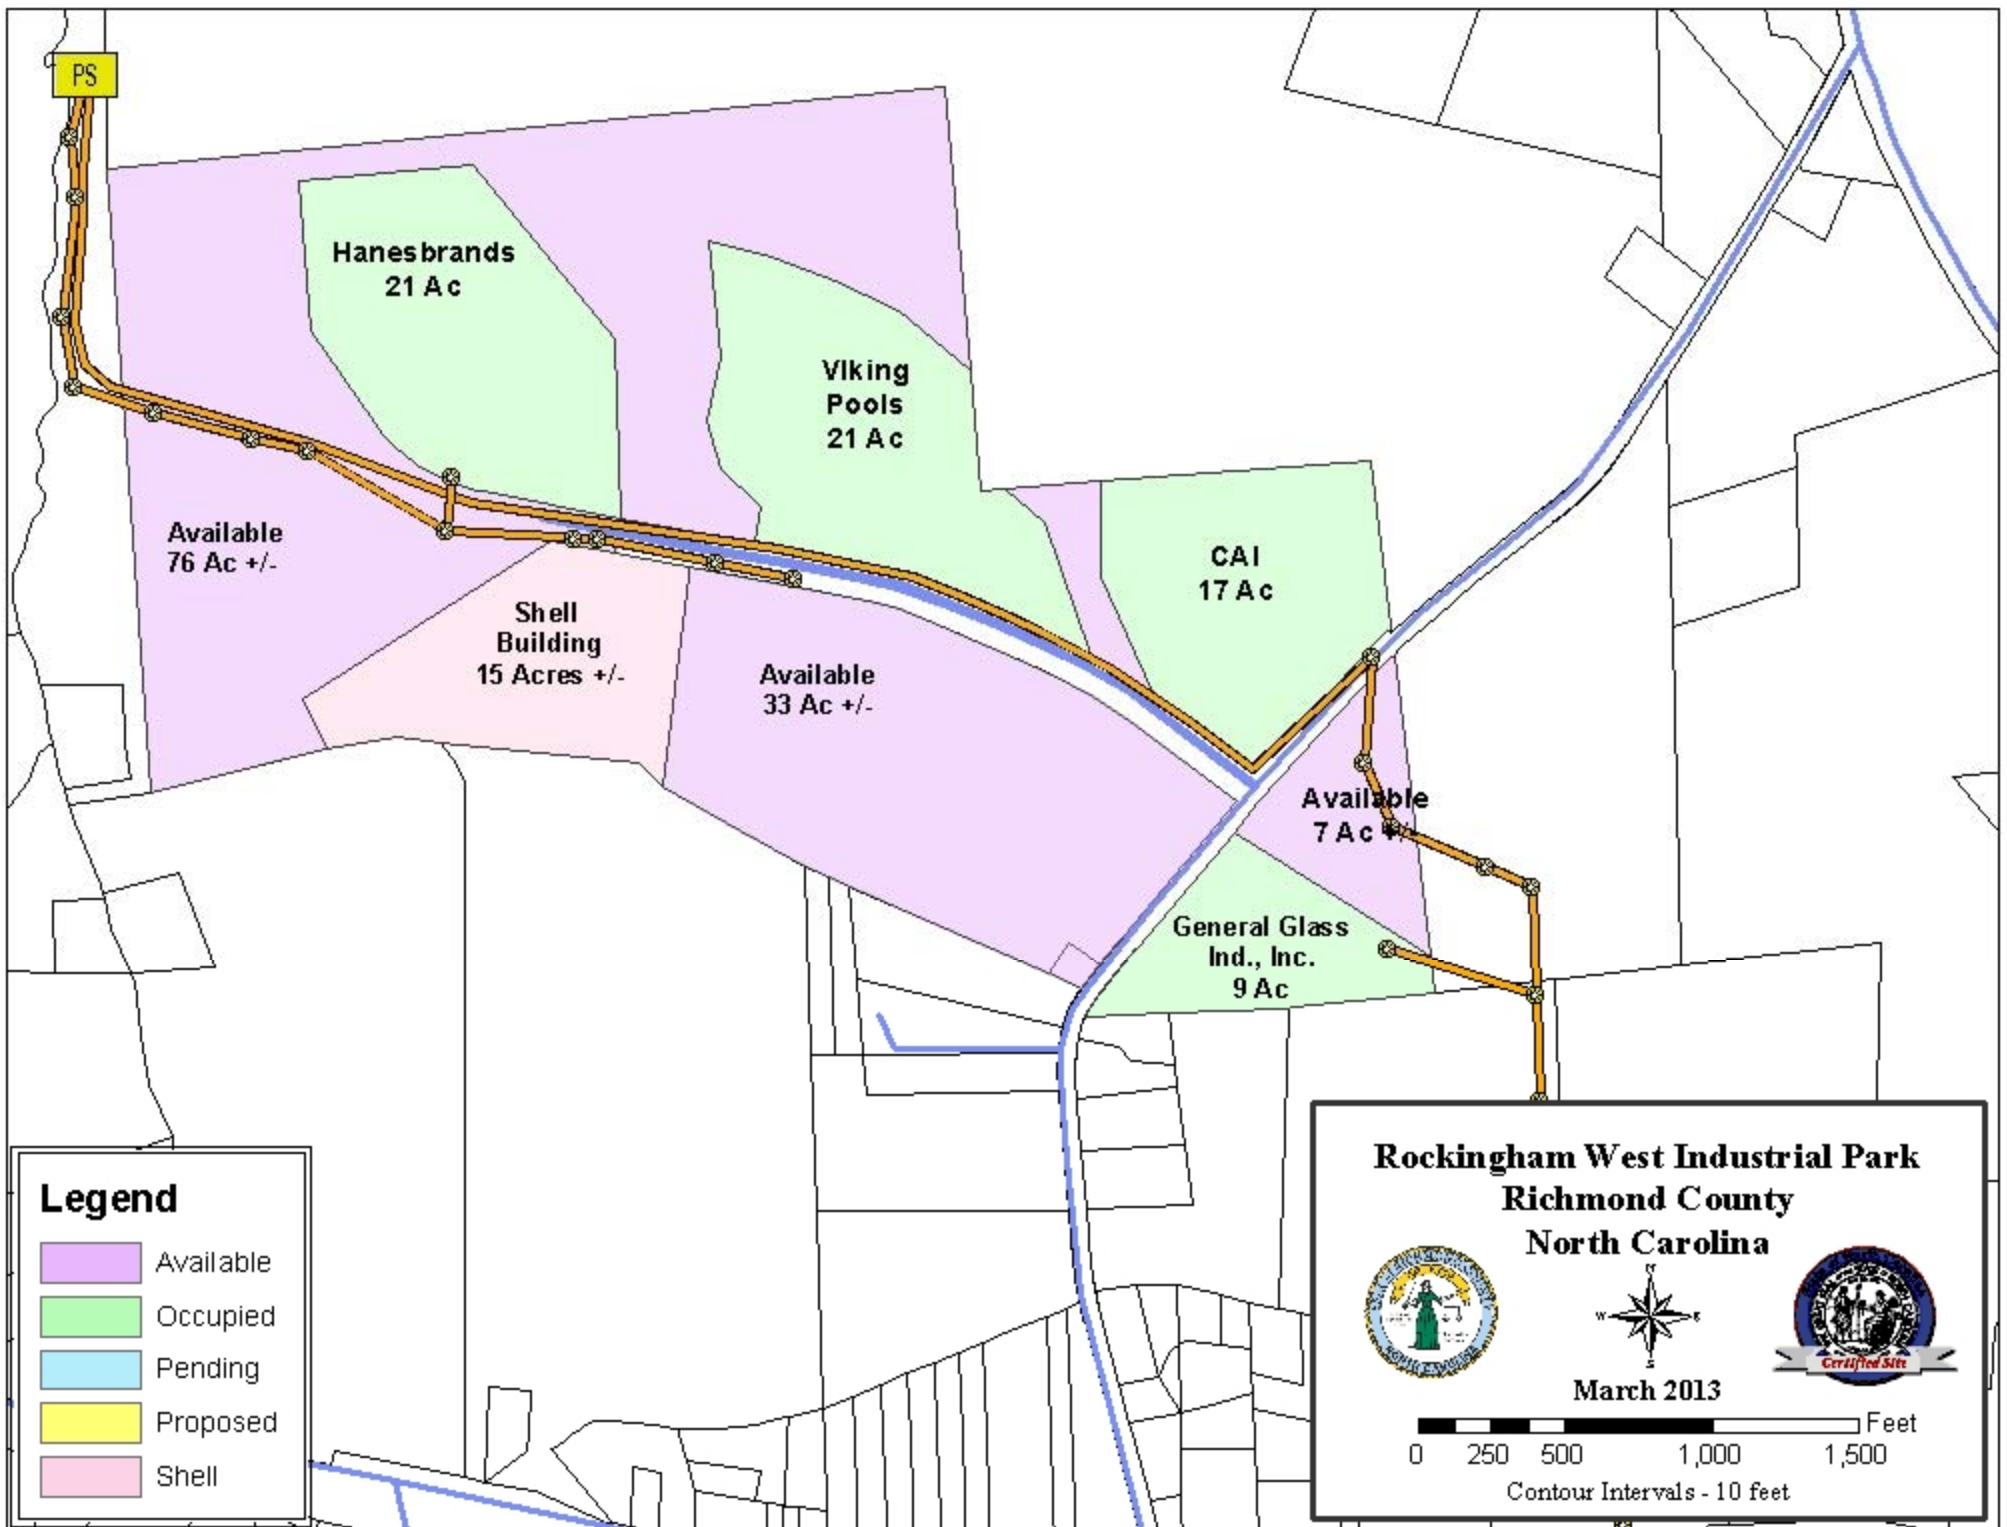 PS
Hanesbrands
21 Ac
VIking
Pools
21 Ac
CAI
17 Ac
Available
76 Ac +/-
Shell
Building
15 Acres +/-
Available
33 Ac +/-
Available
7 Ac +/-
General Glass
Ind., Inc.
9 Ac
Legend
Available
Occupied
Pending
Proposed
Shell
Rockingham West Industrial Park
Richmond County
North Carolina
N
W E
S
Certified Site
March 2013
Feet
0 250 500 1,000 1,500
Contour Intervals - 10 feet